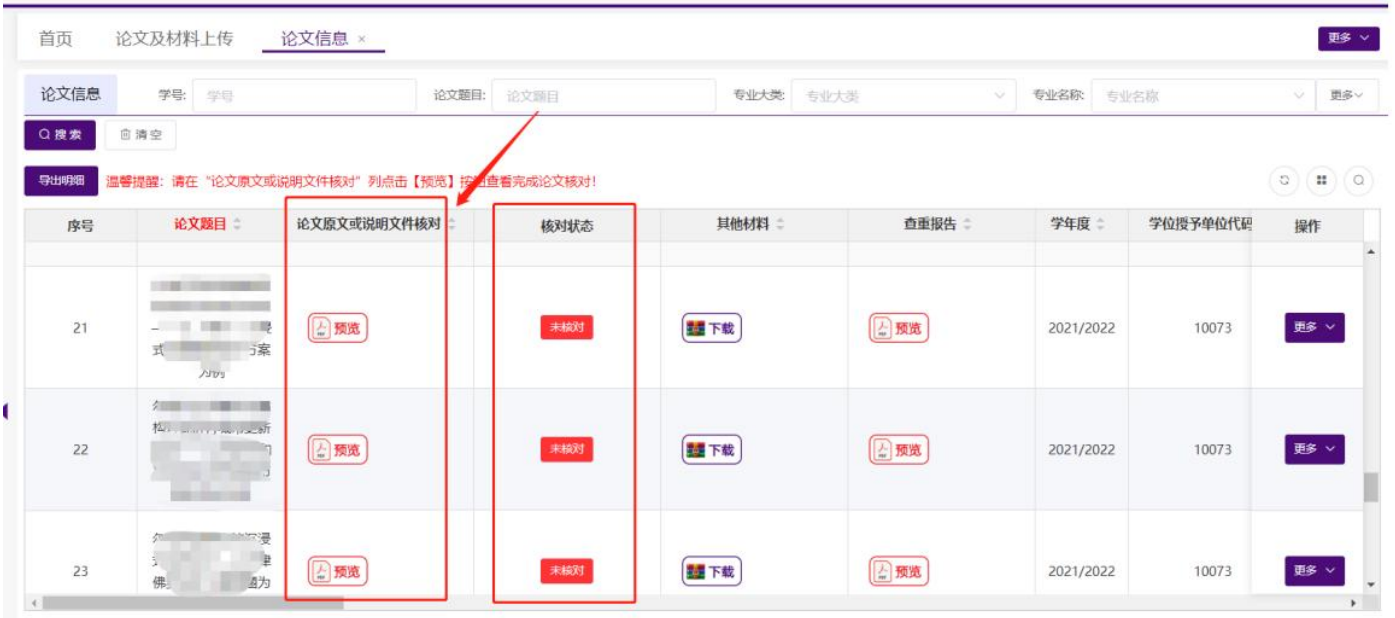 首页 论文及材料上传 论文信息 × 更多
论文信息 学号: 学号 论文题目: 论文题目 专业大类: 专业大类 专业名称: 专业名称 更多
搜索 清空
导出明细 温馨提醒：请在“论文原文或说明文件核对”列点击【预览】按钮查看完成论文核对！
序号 论文题目 论文原文或说明文件核对 核对状态 其他材料 查重报告 学年度 学位授予单位代码 操作
21 预览 未核对 下载 预览 2021/2022 10073 更多
式 方案
为例
22 预览 未核对 下载 预览 2021/2022 10073 更多
23 预览 未核对 下载 预览 2021/2022 10073 更多